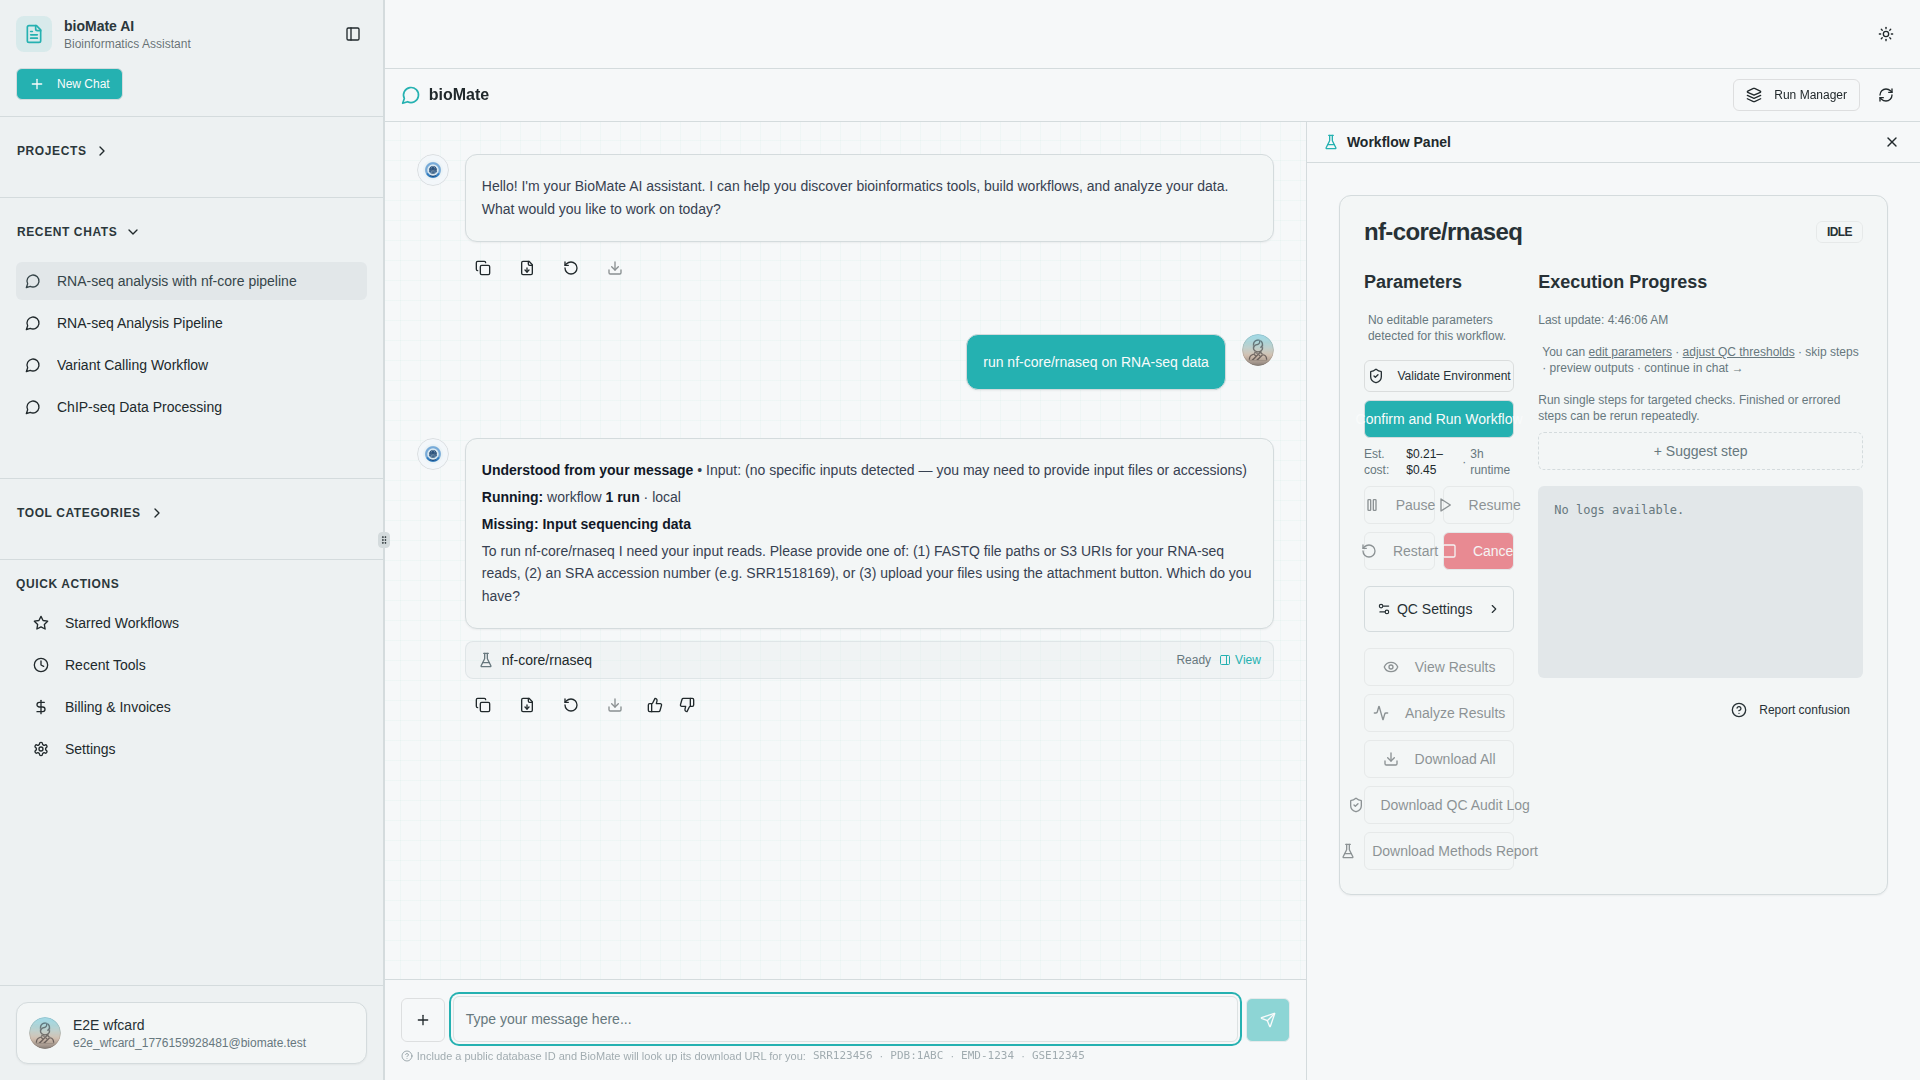 bioMate AI
Bioinformatics Assistant
New Chat
PROJECTS
RECENT CHATS
RNA-seq analysis with nf-core pipeline
RNA-seq Analysis Pipeline
Variant Calling Workflow
ChIP-seq Data Processing
TOOL CATEGORIES
QUICK ACTIONS
Starred Workflows
Recent Tools
Billing & Invoices
Settings
E2E wfcard
e2e_wfcard_1776159928481@biomate.test
bioMate
Run Manager
Hello! I'm your BioMate AI assistant. I can help you discover bioinformatics tools, build workflows, and analyze your data.
What would you like to work on today?
run nf-core/rnaseq on RNA-seq data
Understood from your message • Input: (no specific inputs detected — you may need to provide input files or accessions)
Running: workflow 1 run · local
Missing: Input sequencing data
To run nf-core/rnaseq I need your input reads. Please provide one of: (1) FASTQ file paths or S3 URIs for your RNA-seq
reads, (2) an SRA accession number (e.g. SRR1518169), or (3) upload your files using the attachment button. Which do you
have?
nf-core/rnaseq
Ready
View
Type your message here...
Include a public database ID and BioMate will look up its download URL for you: SRR123456 · PDB:1ABC · EMD-1234 · GSE12345
Workflow Panel
nf-core/rnaseq
IDLE
Parameters
No editable parameters
detected for this workflow.
Validate Environment
onfirm and Run Workflo
Est.
cost:
$0.21–
$0.45
·
3h
runtime
Pause
Resume
Restart
Cance
QC Settings
View Results
Analyze Results
Download All
Download QC Audit Log
Download Methods Report
Execution Progress
Last update: 4:46:06 AM
You can edit parameters · adjust QC thresholds · skip steps
· preview outputs · continue in chat →
Run single steps for targeted checks. Finished or errored
steps can be rerun repeatedly.
+ Suggest step
No logs available.
Report confusion